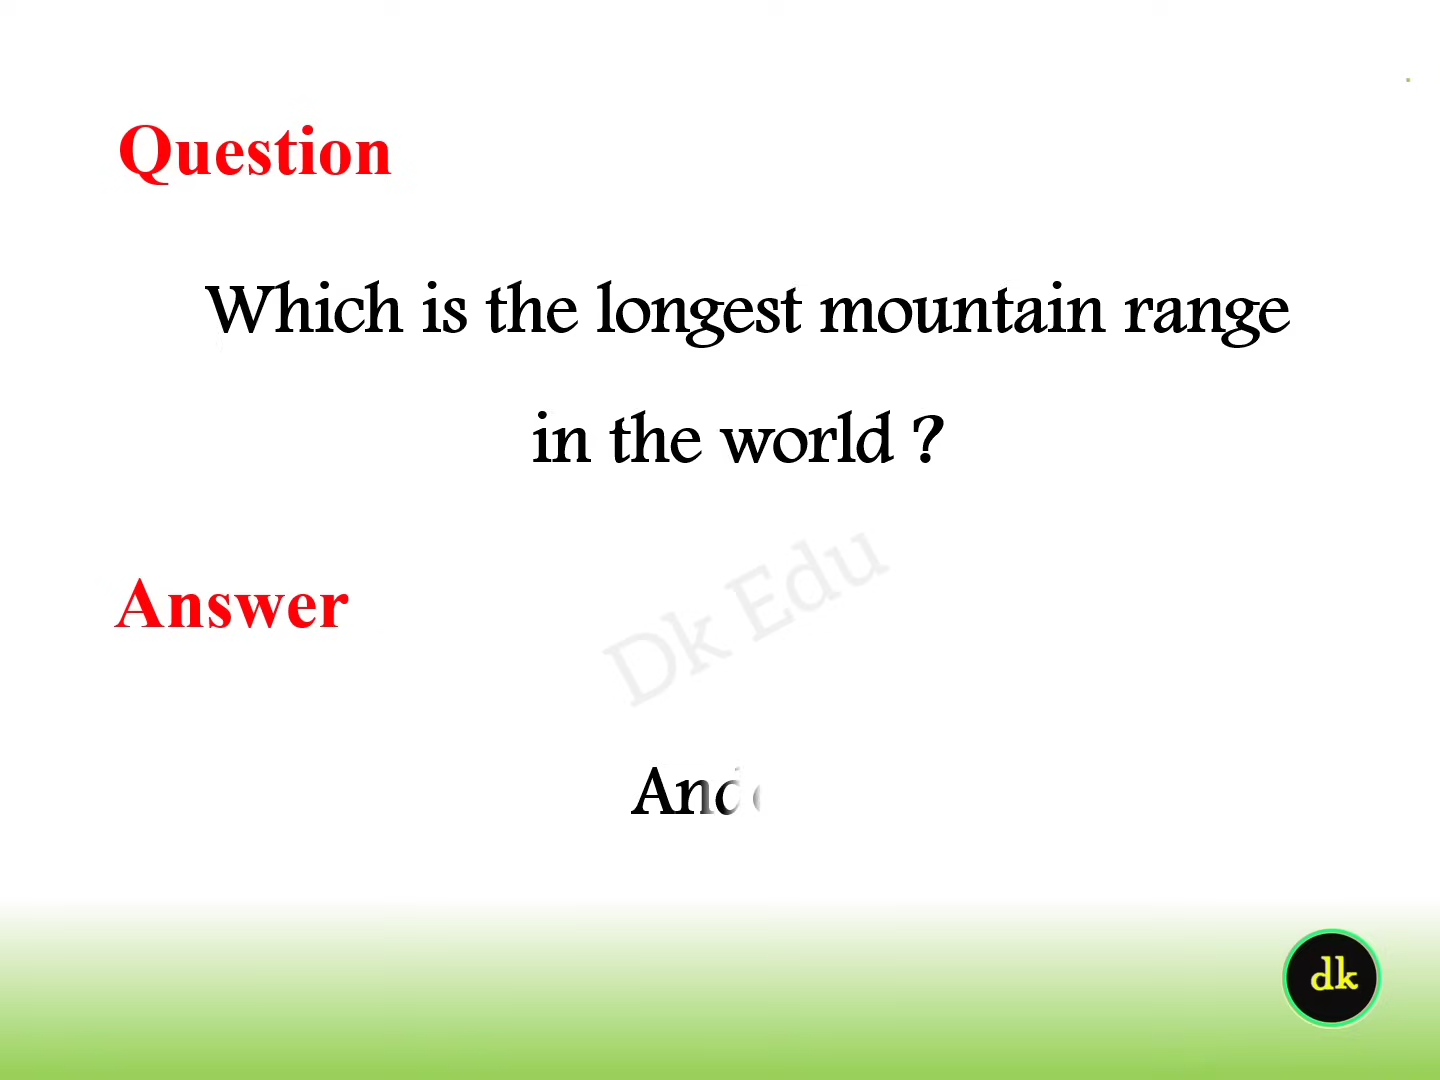 Question
Which is the longest mountain range
in the world ?
Dk Edu
Answer
dk